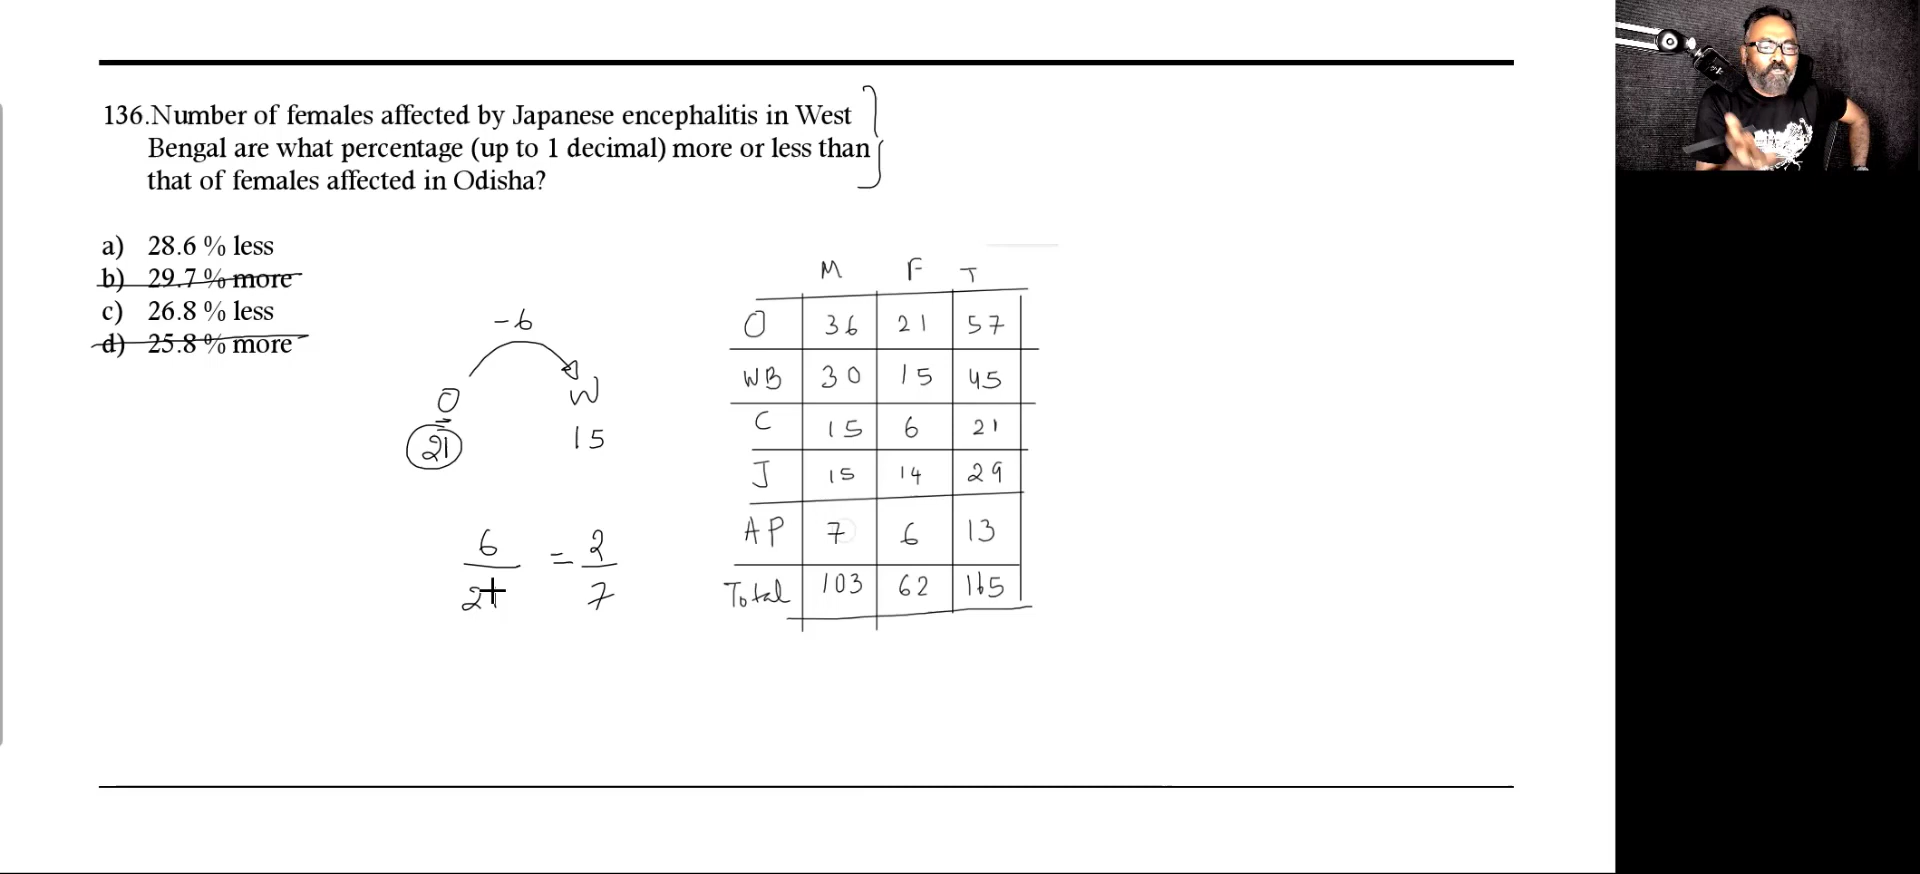 136.Number of females affected by Japanese encephalitis in West
Bengal are what percentage (up to 1 decimal) more or less than
that of females affected in Odisha?
a) 28.6 % less
b) 29.7 % more
c) 26.8 % less
d) 25.8 % more
-6
O W
21 15
6 = 2
21 7
M F T
O 36 21 57
WB 30 15 45
C 15 6 21
J 15 14 29
AP 7 6 13
Total 103 62 165